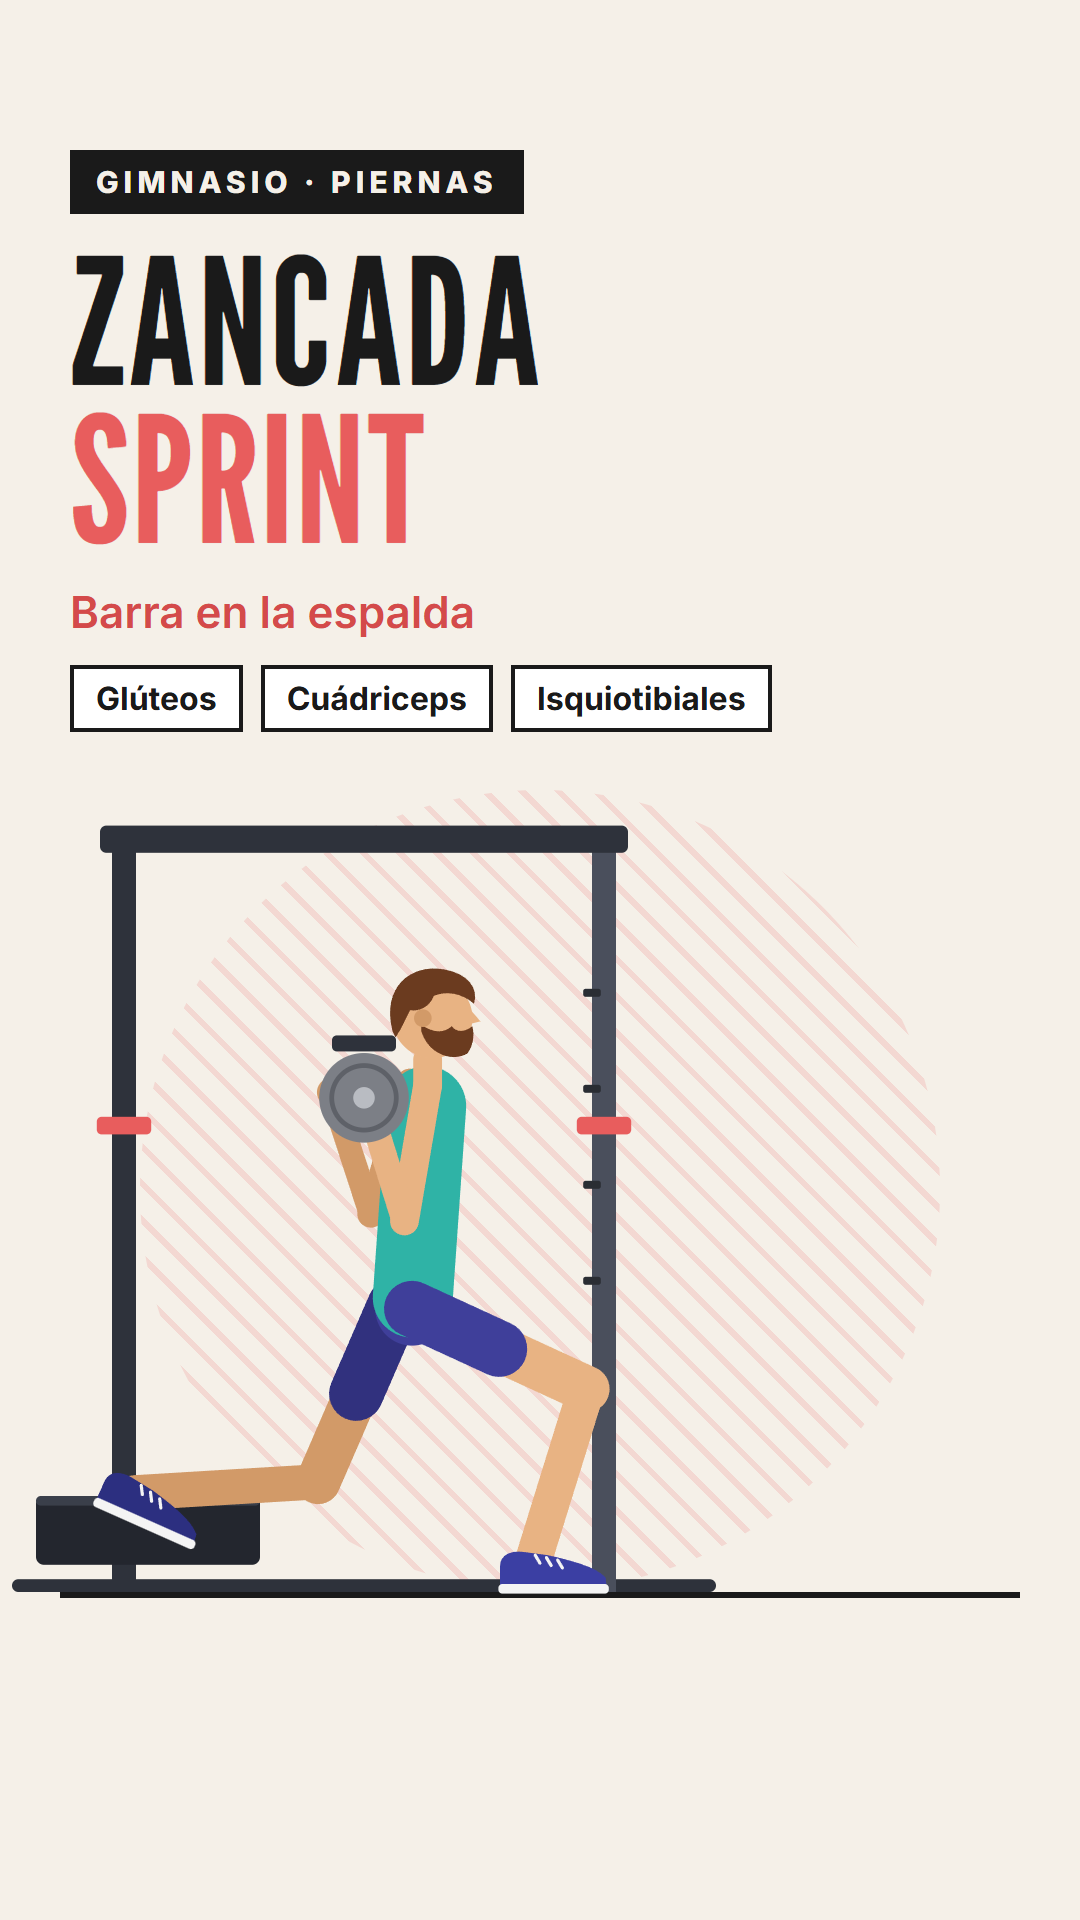 GIMNASIO · PIERNAS
ZANCADA
SPRINT
Barra en la espalda
Glúteos Cuádriceps Isquiotibiales